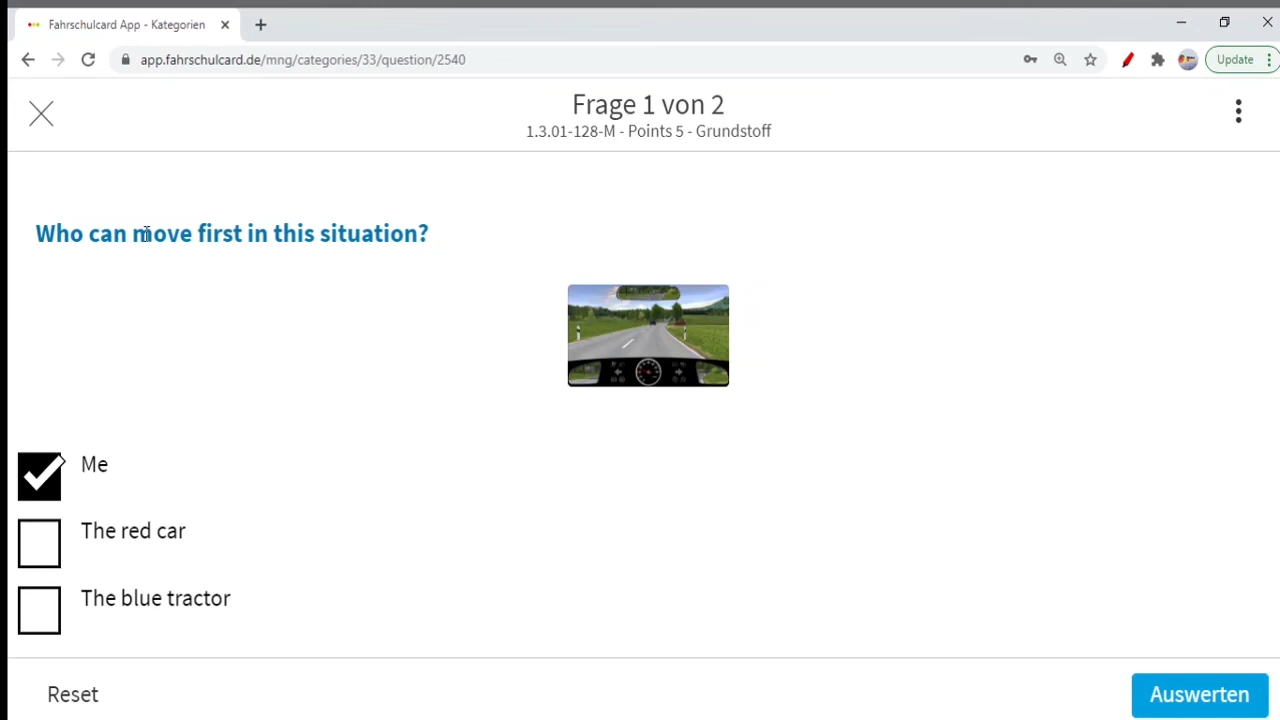 Fahrschulcard App - Kategorien
app.fahrschulcard.de/mng/categories/33/question/2540
Update
Frage 1 von 2
1.3.01-128-M - Points 5 - Grundstoff
Who can move first in this situation?
Me
The red car
The blue tractor
Reset
Auswerten